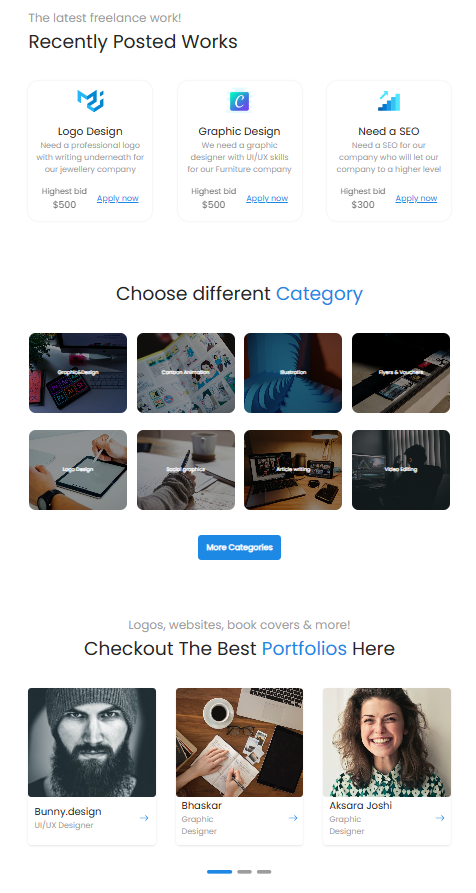 The latest freelance work!
Recently Posted Works
Logo Design
Need a professional logo
with writing underneath for
our jewellery company
Highest bid
$500
Apply now
Graphic Design
We need a graphic
designer with UI/UX skills
for our Furniture company
Highest bid
$500
Apply now
Need a SEO
Need a SEO for our
company who will let our
company to a higher level
Highest bid
$300
Apply now
Choose different Category
Graphic&Design
Cartoon Animation
Illustration
Flyers & Vouchers
Logo Design
Social graphics
Article writing
Video Editing
More Categories
Logos, websites, book covers & more!
Checkout The Best Portfolios Here
Bunny.design
UI/UX Designer
Bhaskar
Graphic
Designer
Aksara Joshi
Graphic
Designer